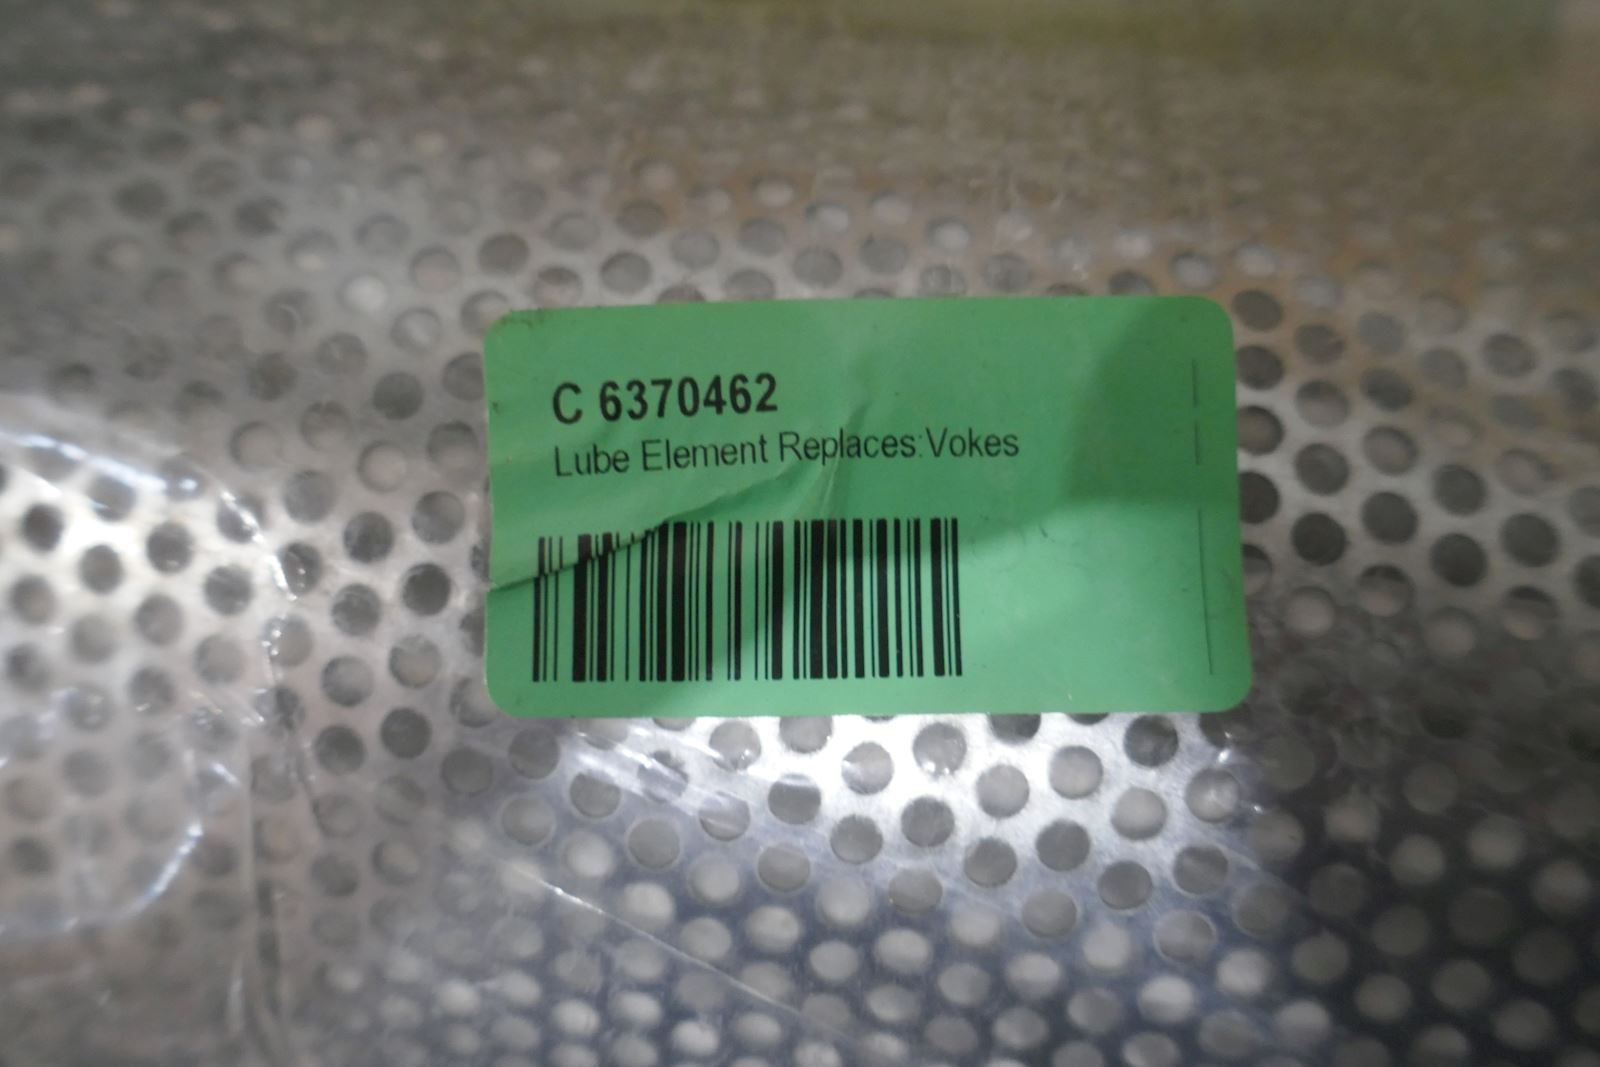 C 6370462
Lube Element Replaces:Vokes